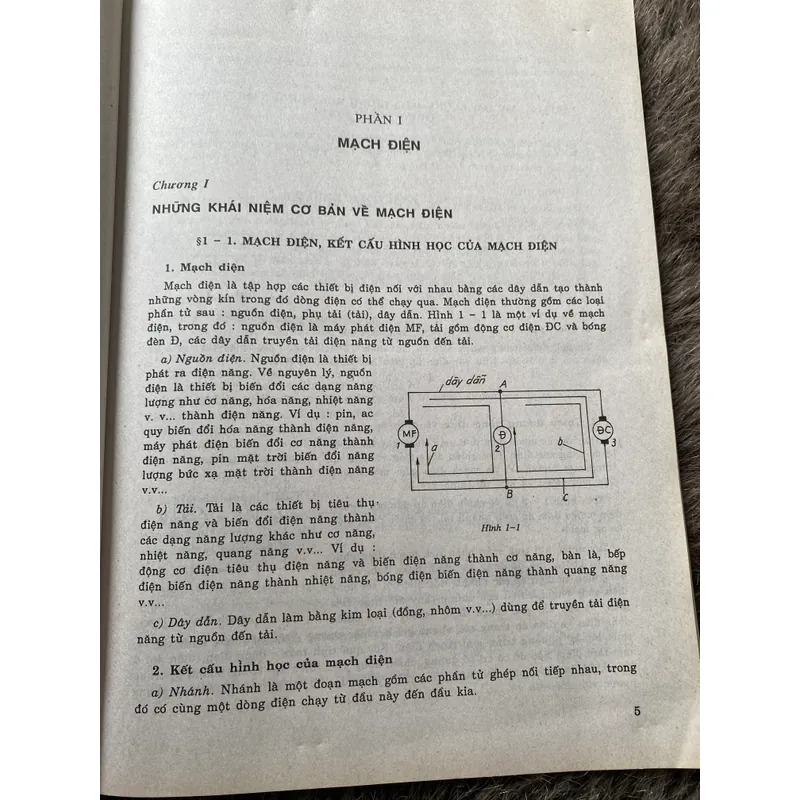 PHẦN I
MẠCH ĐIỆN
Chương I
NHỮNG KHÁI NIỆM CƠ BẢN VỀ MẠCH ĐIỆN
§1 – 1. MẠCH ĐIỆN, KẾT CẤU HÌNH HỌC CỦA MẠCH ĐIỆN
1. Mạch điện
Mạch điện là tập hợp các thiết bị điện nối với nhau bằng các dây dẫn tạo thành
những vòng kín trong đó dòng điện có thể chạy qua. Mạch điện thường gồm các loại
phần tử sau : nguồn điện, phụ tải (tải), dây dẫn. Hình 1 – 1 là một ví dụ về mạch
điện, trong đó : nguồn điện là máy phát điện MF, tải gồm động cơ điện ĐC và bóng
đèn Đ, các dây dẫn truyền tải điện năng từ nguồn đến tải.
a) Nguồn điện. Nguồn điện là thiết bị
phát ra điện năng. Về nguyên lý, nguồn
điện là thiết bị biến đổi các dạng năng
lượng như cơ năng, hóa năng, nhiệt năng
v. v... thành điện năng. Ví dụ : pin, ac
quy biến đổi hóa năng thành điện năng,
máy phát điện biến đổi cơ năng thành
điện năng, pin mặt trời biến đổi năng
lượng bức xạ mặt trời thành điện năng
v.v...
dây dẫn
A
MF
1
a
Đ
2
b
ĐC
3
B
c
Hình 1–1
b) Tải. Tải là các thiết bị tiêu thụ
điện năng và biến đổi điện năng thành
các dạng năng lượng khác như cơ năng,
nhiệt năng, quang năng v.v... Ví dụ :
động cơ điện tiêu thụ điện năng và biến điện năng thành cơ năng, bàn là, bếp
điện biến điện năng thành nhiệt năng, bóng điện biến điện năng thành quang năng
v.v...
c) Dây dẫn. Dây dẫn làm bằng kim loại (đồng, nhôm v.v...) dùng để truyền tải điện
năng từ nguồn đến tải.
2. Kết cấu hình học của mạch điện
a) Nhánh. Nhánh là một đoạn mạch gồm các phần tử ghép nối tiếp nhau, trong
đó có cùng một dòng điện chạy từ đầu này đến đầu kia.
5